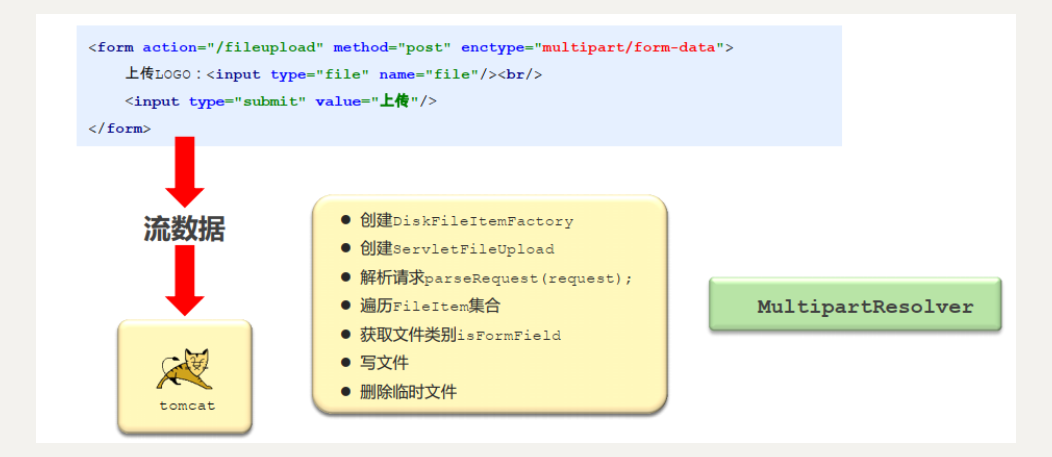 <form action="/fileupload" method="post" enctype="multipart/form-data">
上传LOGO：<input type="file" name="file"/><br/>
<input type="submit" value="上传"/>
</form>
流数据
tomcat
● 创建DiskFileItemFactory
● 创建ServletFileUpload
● 解析请求parseRequest(request);
● 遍历FileItem集合
● 获取文件类别isFormField
● 写文件
● 删除临时文件
MultipartResolver